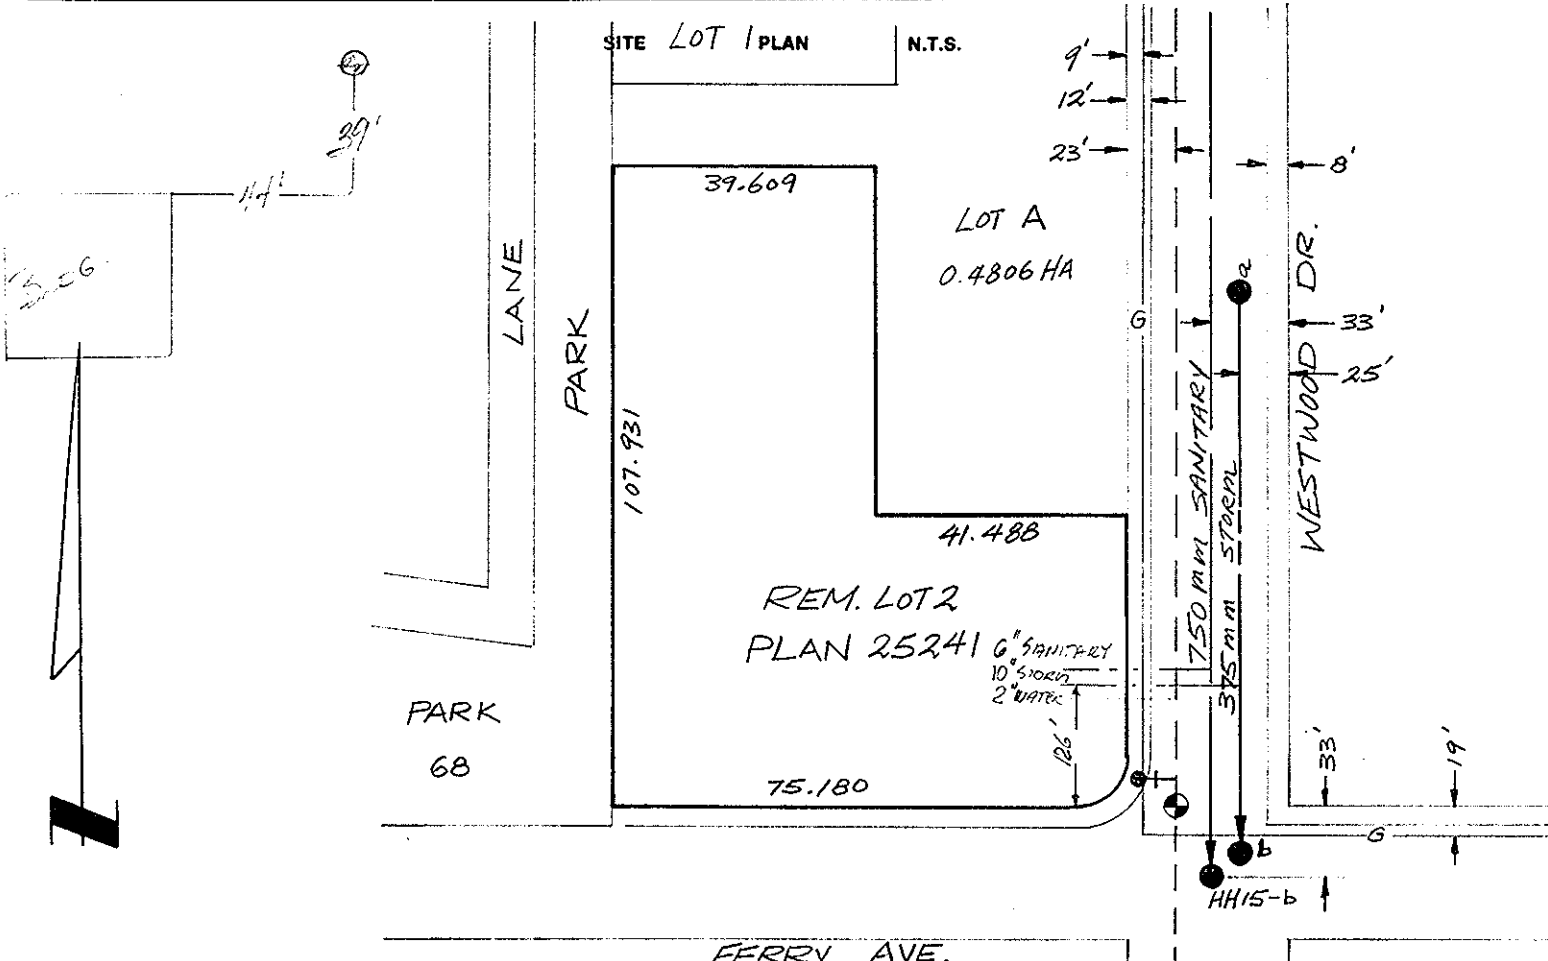 SITE LOT 1 PLAN N.T.S.
9'
12'
39'
23'
8'
44'
39.609
LOT A
0.4806 HA
LANE
PARK
G
a
WESTWOOD DR.
33'
25'
107.931
750 mm SANITARY
375 mm STORM
41.488
REM. LOT 2
PLAN 25241
6" SANITARY
10" STORM
2" WATER
126'
PARK
68
75.180
33'
19'
G
b
HH15-b
FERRY AVE.